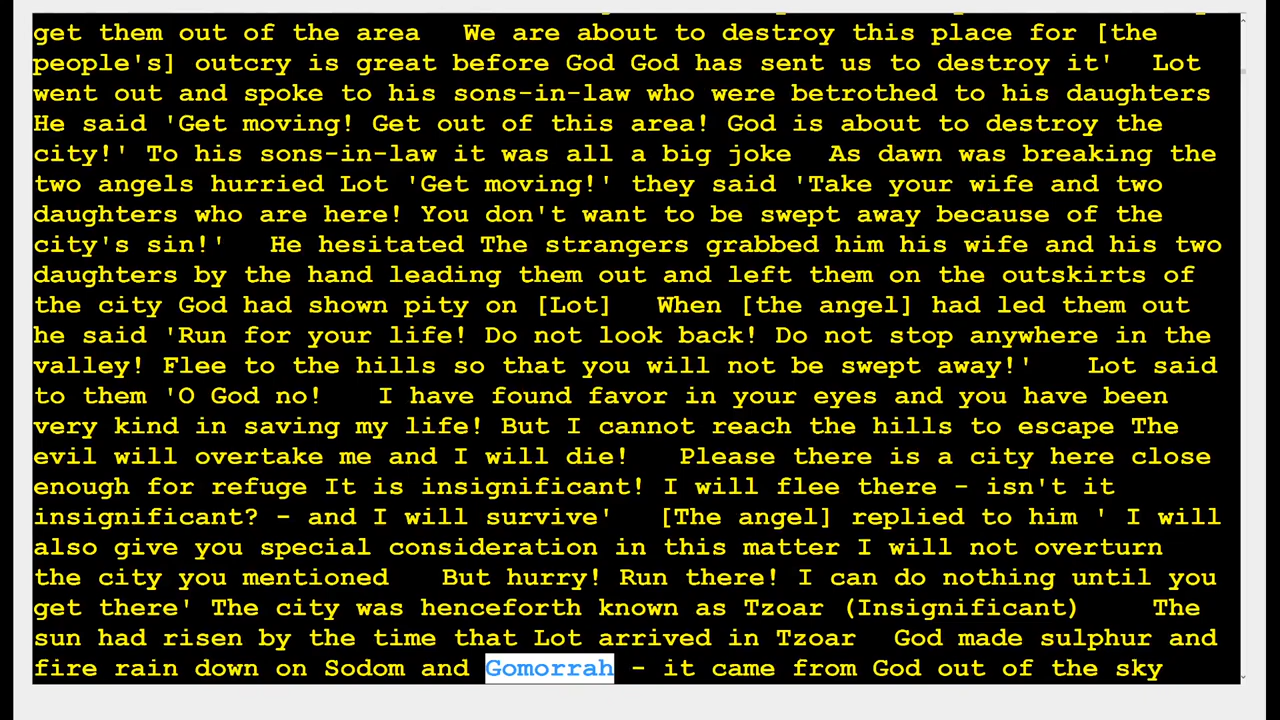 get them out of the area   We are about to destroy this place for [the
people's] outcry is great before God God has sent us to destroy it'   Lot
went out and spoke to his sons-in-law who were betrothed to his daughters
He said 'Get moving! Get out of this area! God is about to destroy the
city!' To his sons-in-law it was all a big joke   As dawn was breaking the
two angels hurried Lot 'Get moving!' they said 'Take your wife and two
daughters who are here! You don't want to be swept away because of the
city's sin!'   He hesitated The strangers grabbed him his wife and his two
daughters by the hand leading them out and left them on the outskirts of
the city God had shown pity on [Lot]   When [the angel] had led them out
he said 'Run for your life! Do not look back! Do not stop anywhere in the
valley! Flee to the hills so that you will not be swept away!'   Lot said
to them 'O God no!   I have found favor in your eyes and you have been
very kind in saving my life! But I cannot reach the hills to escape The
evil will overtake me and I will die!   Please there is a city here close
enough for refuge It is insignificant! I will flee there - isn't it
insignificant? - and I will survive'   [The angel] replied to him ' I will
also give you special consideration in this matter I will not overturn
the city you mentioned   But hurry! Run there! I can do nothing until you
get there' The city was henceforth known as Tzoar (Insignificant)    The
sun had risen by the time that Lot arrived in Tzoar  God made sulphur and
fire rain down on Sodom and Gomorrah - it came from God out of the sky